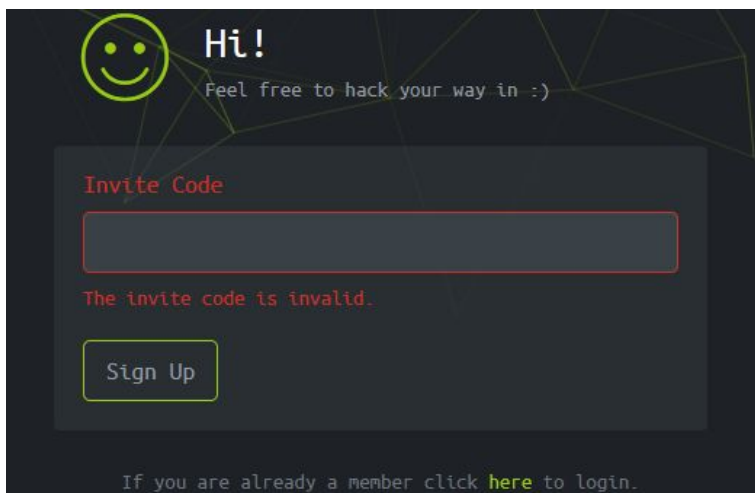 Hi!
Feel free to hack your way in :)
Invite Code
The invite code is invalid.
Sign Up
If you are already a member click here to login.